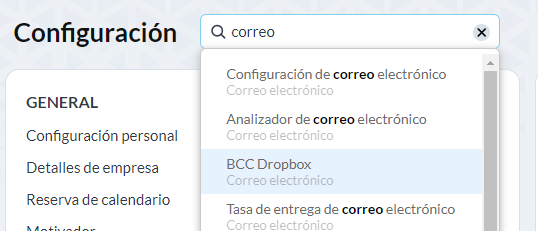 Configuración
correo
GENERAL
Configuración personal
Detalles de empresa
Reserva de calendario
Motivador
Configuración de correo electrónico
Correo electrónico
Analizador de correo electrónico
Correo electrónico
BCC Dropbox
Correo electrónico
Tasa de entrega de correo electrónico
Correo electrónico